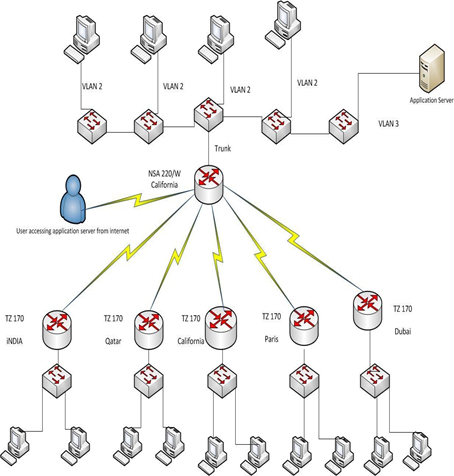 VLAN 2
VLAN 2
VLAN 2
VLAN 2
Application Server
VLAN 3
Trunk
NSA 220/W
California
User accessing application server from internet
TZ 170
iNDIA
TZ 170
Qatar
TZ 170
California
TZ 170
Paris
TZ 170
Dubai